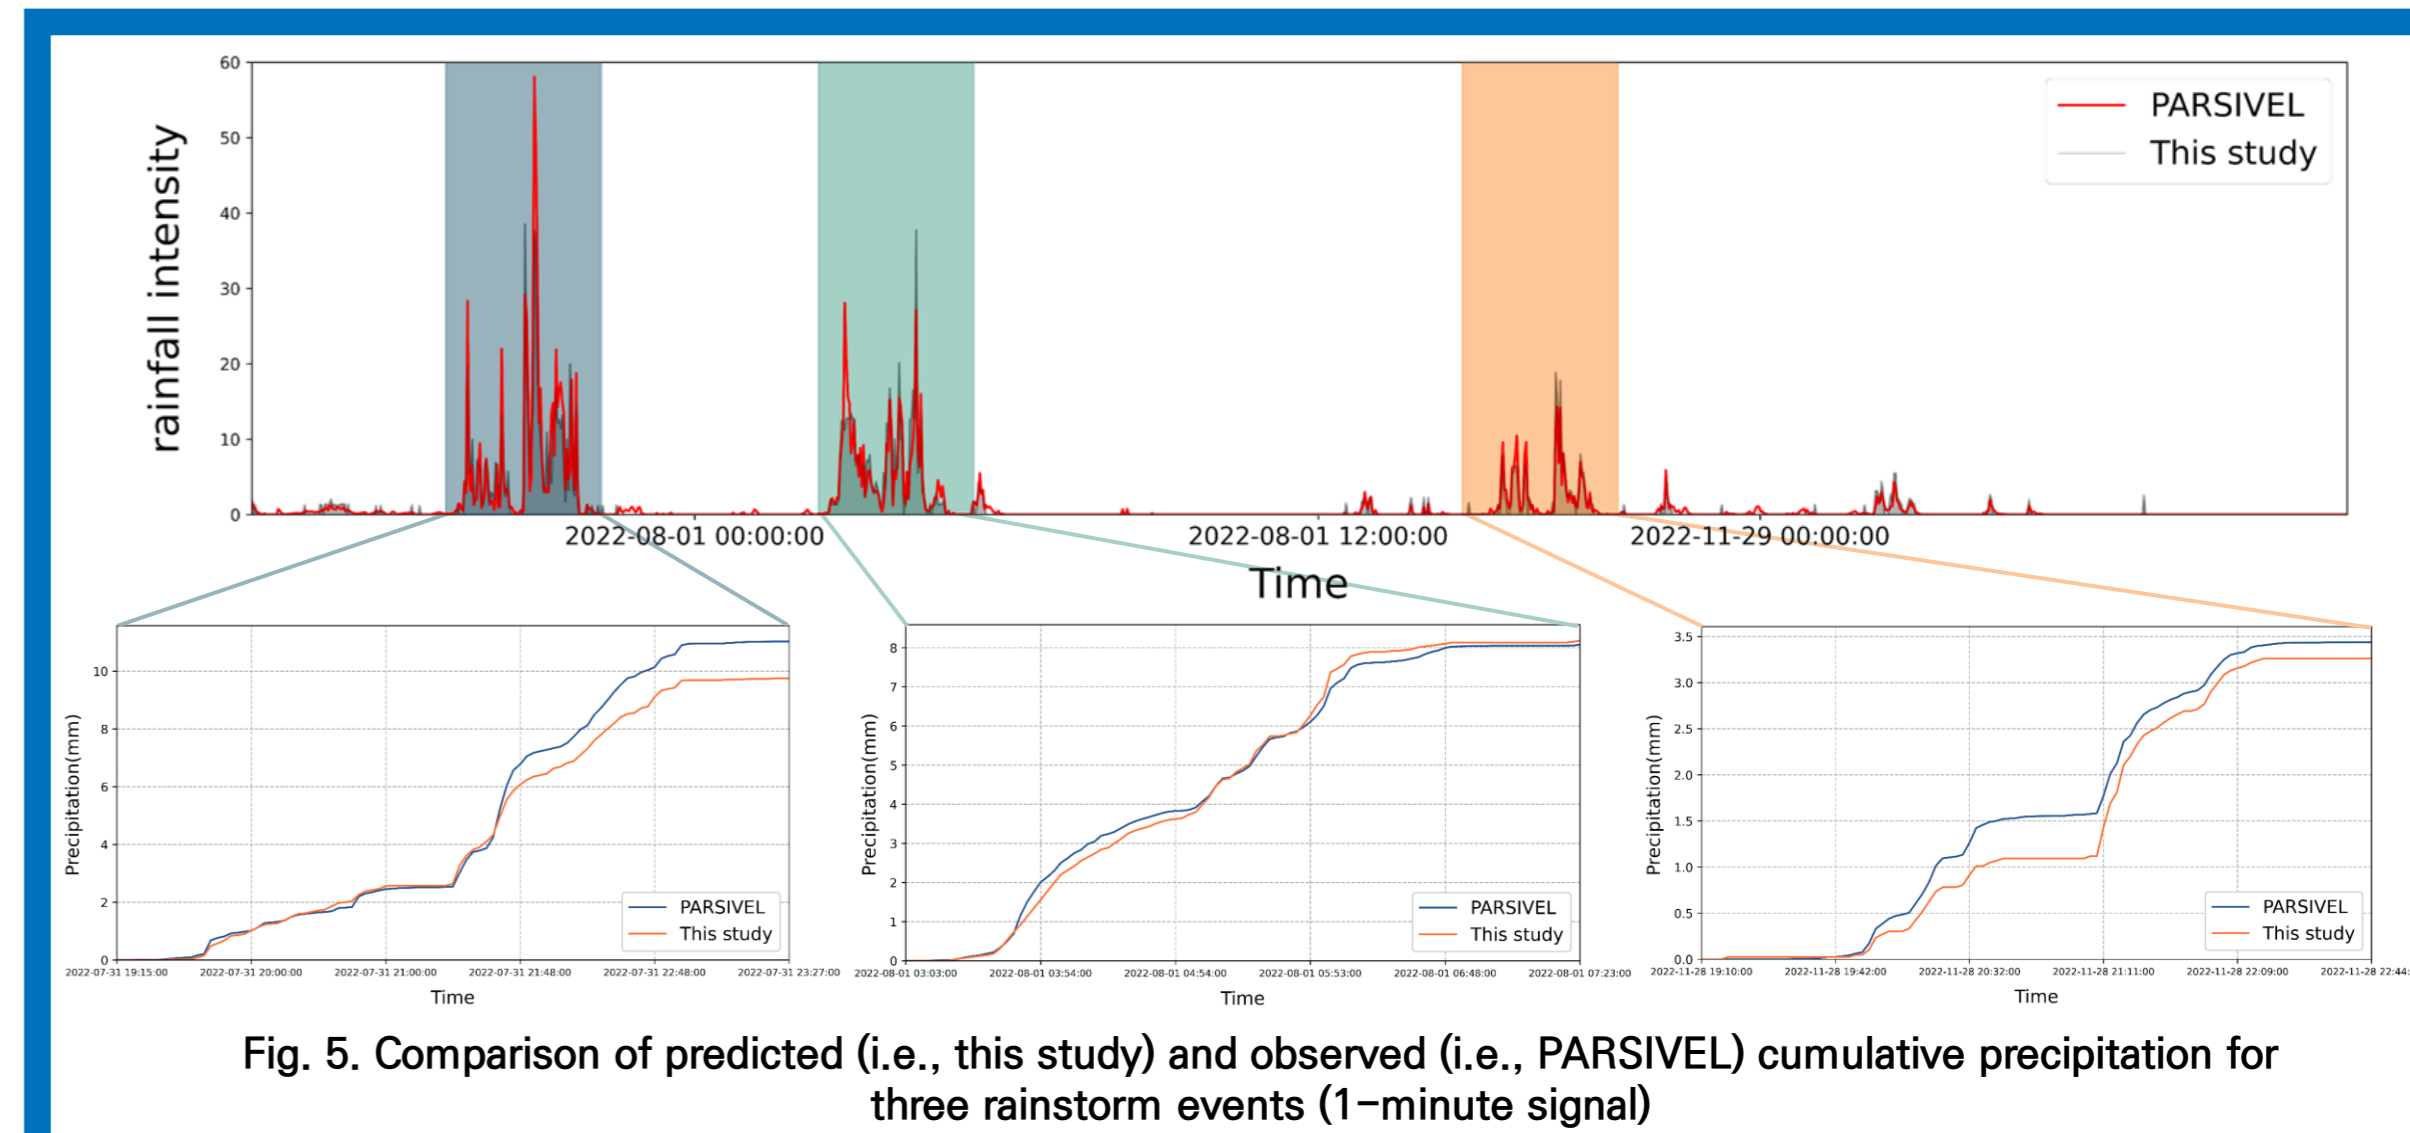 60
50
40
30
20
10
0
rainfall intensity
PARSIVEL
This study
2022-08-01 00:00:00
2022-08-01 12:00:00
2022-11-29 00:00:00
Time
10
8
6
4
2
0
Precipitation(mm)
PARSIVEL
This study
2022-07-31 19:15:00
2022-07-31 20:00:00
2022-07-31 21:00:00
2022-07-31 21:48:00
2022-07-31 22:48:00
2022-07-31 23:27:00
Time
8
7
6
5
4
3
2
1
0
Precipitation(mm)
PARSIVEL
This study
2022-08-01 03:03:00
2022-08-01 03:54:00
2022-08-01 04:54:00
2022-08-01 05:53:00
2022-08-01 06:48:00
2022-08-01 07:23:00
Time
3.5
3.0
2.5
2.0
1.5
1.0
0.5
0.0
Precipitation(mm)
PARSIVEL
This study
2022-11-28 19:10:00
2022-11-28 19:42:00
2022-11-28 20:32:00
2022-11-28 21:11:00
2022-11-28 22:09:00
2022-11-28 22:44:
Time
Fig. 5. Comparison of predicted (i.e., this study) and observed (i.e., PARSIVEL) cumulative precipitation for
three rainstorm events (1-minute signal)